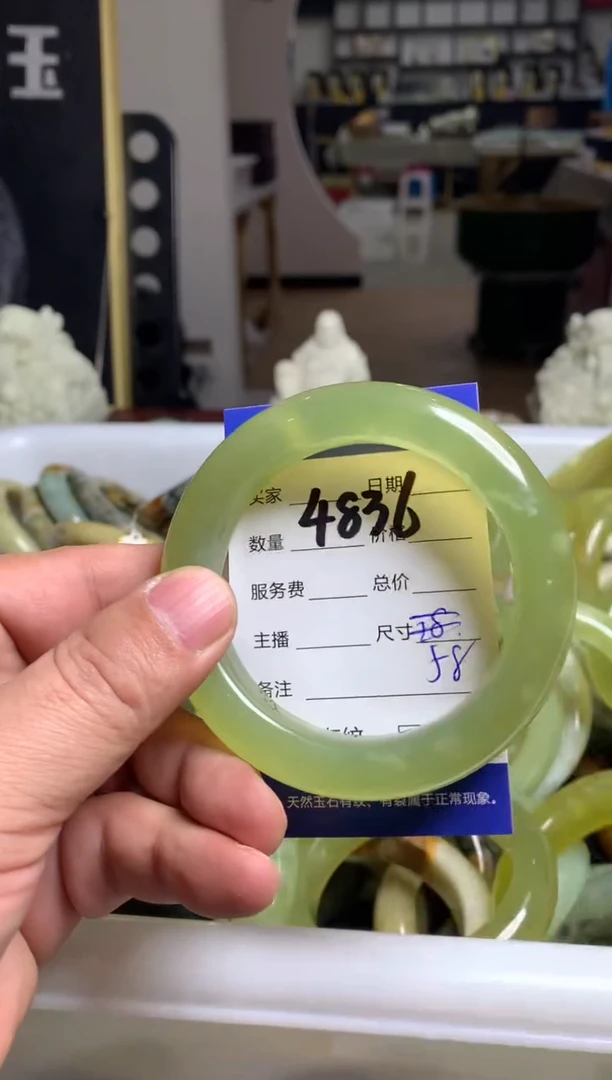 玉
买家 日期
4836
数量 价格
服务费 总价
主播 尺寸 28.
58
备注
天然玉石有纹、有裂属于正常现象。